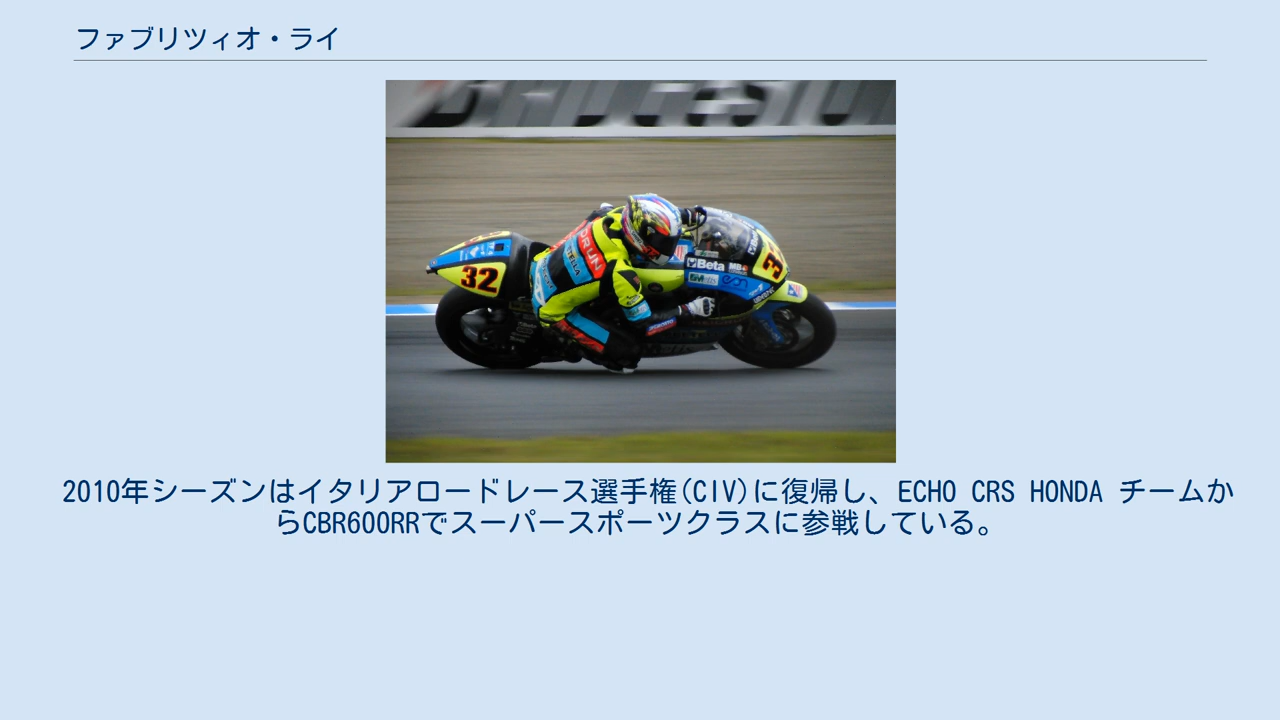 ファブリツィオ・ライ
32
Beta
2010年シーズンはイタリアロードレース選手権(CIV)に復帰し、ECHO CRS HONDA チームか
らCBR600RRでスーパースポーツクラスに参戦している。